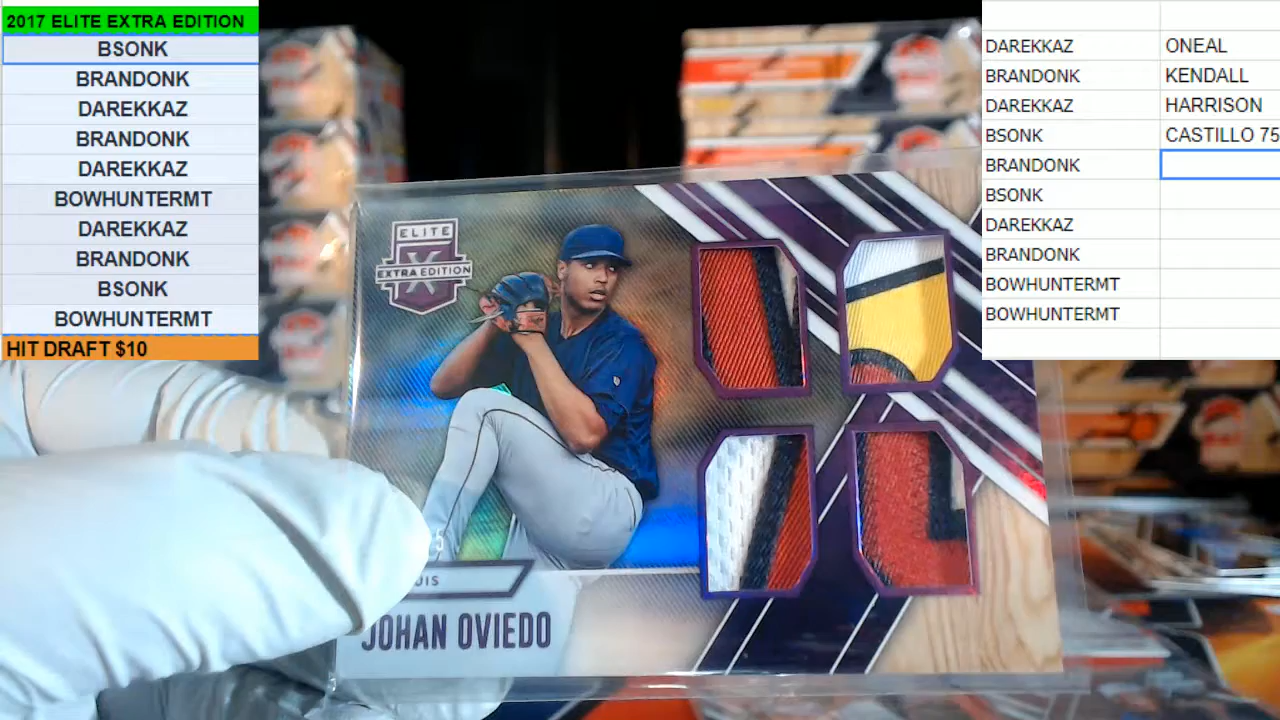 2017 ELITE EXTRA EDITION
BSONK
BRANDONK
DAREKKAZ
BRANDONK
DAREKKAZ
BOWHUNTERMT
DAREKKAZ
BRANDONK
BSONK
BOWHUNTERMT
HIT DRAFT $10
DAREKKAZ ONEAL
BRANDONK KENDALL
DAREKKAZ HARRISON
BSONK CASTILLO 75
BRANDONK
BSONK
DAREKKAZ
BRANDONK
BOWHUNTERMT
BOWHUNTERMT
ELITE
X
EXTRA EDITION
JOHAN OVIEDO